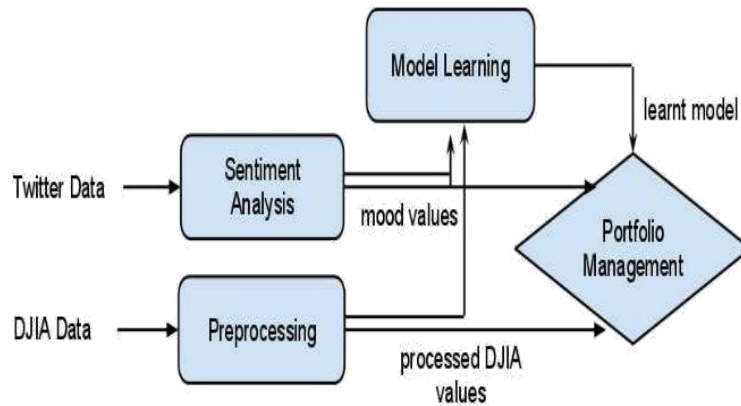 Model Learning
learnt model
Twitter Data
Sentiment
Analysis
mood values
Portfolio
Management
DJIA Data
Preprocessing
processed DJIA
values